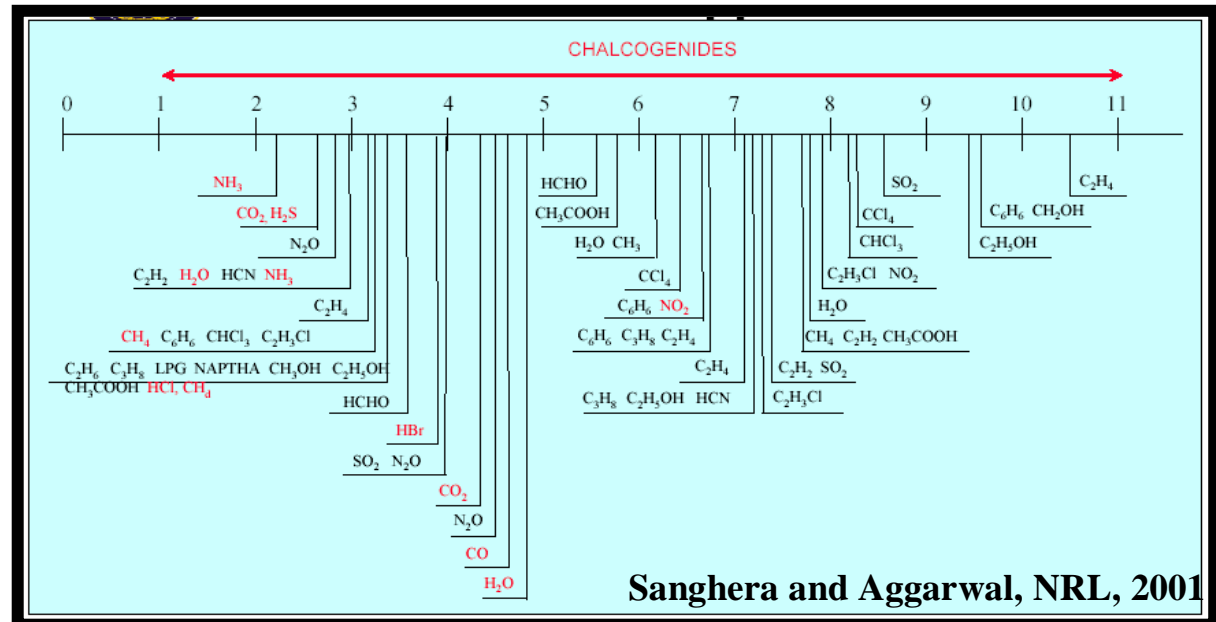 CHALCOGENIDES
0 1 2 3 4 5 6 7 8 9 10 11
NH₃
CO₂, H₂S
N₂O
C₂H₂ H₂O HCN NH₃
C₂H₄
CH₄ C₆H₆ CHCl₃ C₂H₃Cl
C₂H₆ C₃H₈ LPG NAPTHA CH₃OH C₂H₅OH
CH₃COOH HCl, CH₄
HCHO
HBr
SO₂ N₂O
CO₂
N₂O
CO
H₂O
HCHO
CH₃COOH
H₂O CH₃
CCl₄
C₆H₆ NO₂
C₆H₆ C₃H₈ C₂H₄
C₂H₄
C₃H₈ C₂H₅OH HCN
SO₂
CCl₄
CHCl₃
C₂H₃Cl NO₂
H₂O
CH₄ C₂H₂ CH₃COOH
C₂H₂ SO₂
C₂H₃Cl
C₂H₄
C₆H₆ CH₂OH
C₂H₅OH
Sanghera and Aggarwal, NRL, 2001